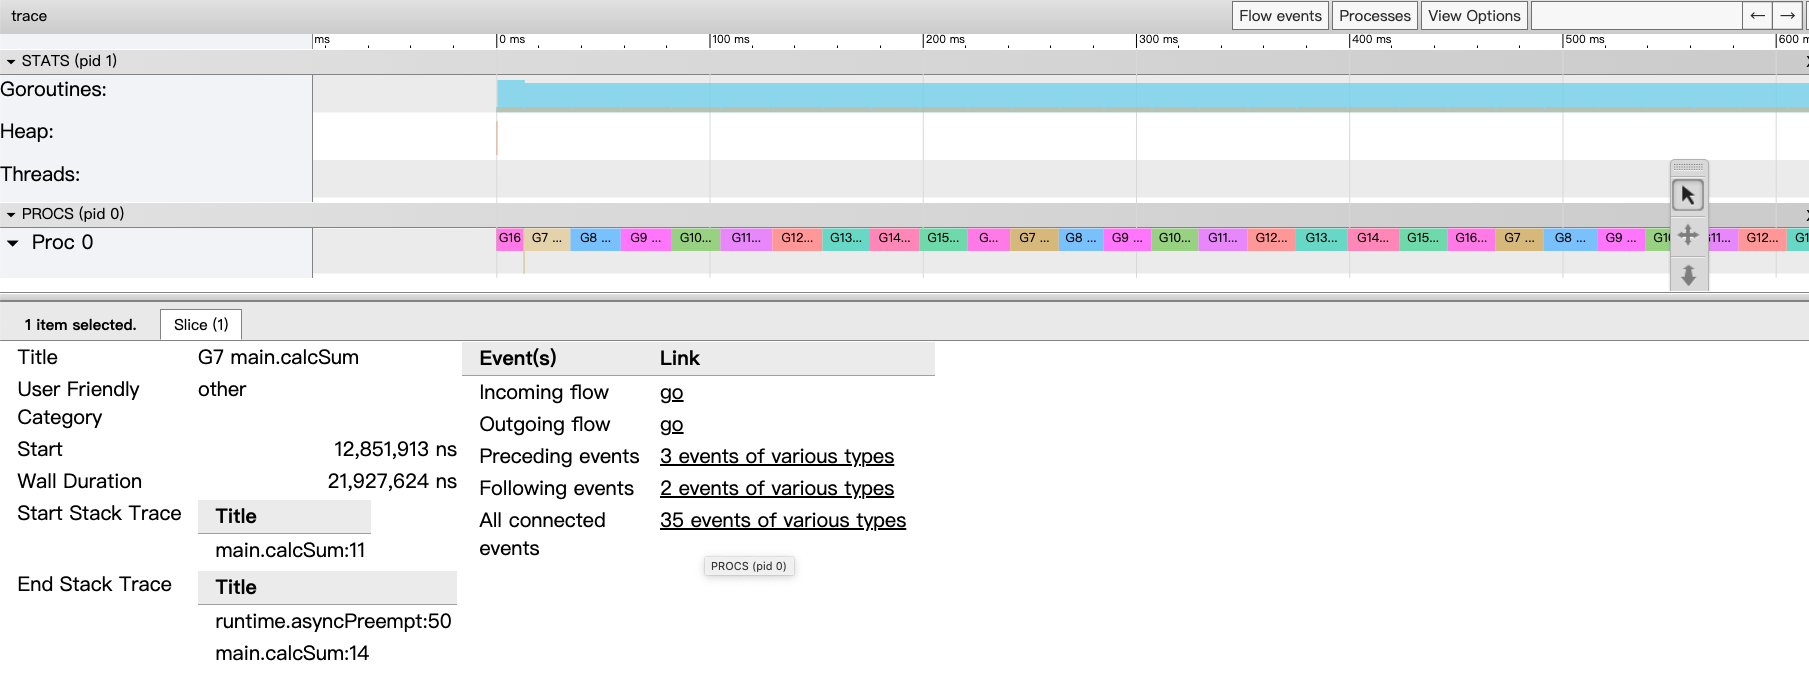 trace
Flow events Processes View Options ← →
ms 0 ms 100 ms 200 ms 300 ms 400 ms 500 ms 600 m
STATS (pid 1)
Goroutines:
Heap:
Threads:
PROCS (pid 0)
Proc 0
G16 G7 ... G8 ... G9 ... G10... G11... G12... G13... G14... G15... G... G7 ... G8 ... G9 ... G10... G11... G12... G13... G14... G15... G16... G7 ... G8 ... G9 ... G1 11... G12... G1
1 item selected. Slice (1)
Title G7 main.calcSum
User Friendly Category other
Start 12,851,913 ns
Wall Duration 21,927,624 ns
Start Stack Trace Title
main.calcSum:11
End Stack Trace Title
runtime.asyncPreempt:50
main.calcSum:14
Event(s) Link
Incoming flow go
Outgoing flow go
Preceding events 3 events of various types
Following events 2 events of various types
All connected events 35 events of various types
PROCS (pid 0)